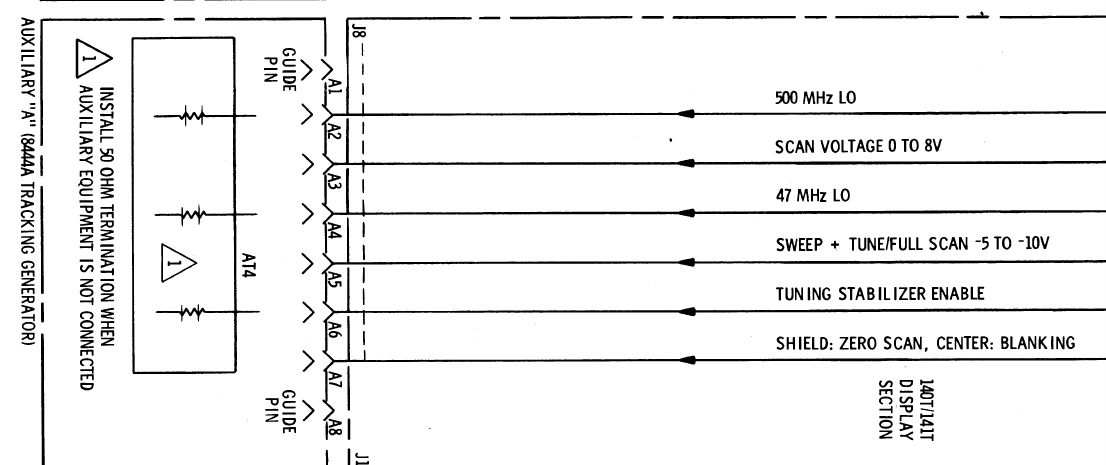 AUXILIARY "A" (8444A TRACKING GENERATOR)
1
INSTALL 50 OHM TERMINATION WHEN
AUXILIARY EQUIPMENT IS NOT CONNECTED
1
AT4
GUIDE
PIN
GUIDE
PIN
J8
A1
A2
A3
A4
A5
A6
A7
A8
J1
500 MHz LO
SCAN VOLTAGE 0 TO 8V
47 MHz LO
SWEEP + TUNE/FULL SCAN -5 TO -10V
TUNING STABILIZER ENABLE
SHIELD: ZERO SCAN, CENTER: BLANKING
140T/141T
DISPLAY
SECTION